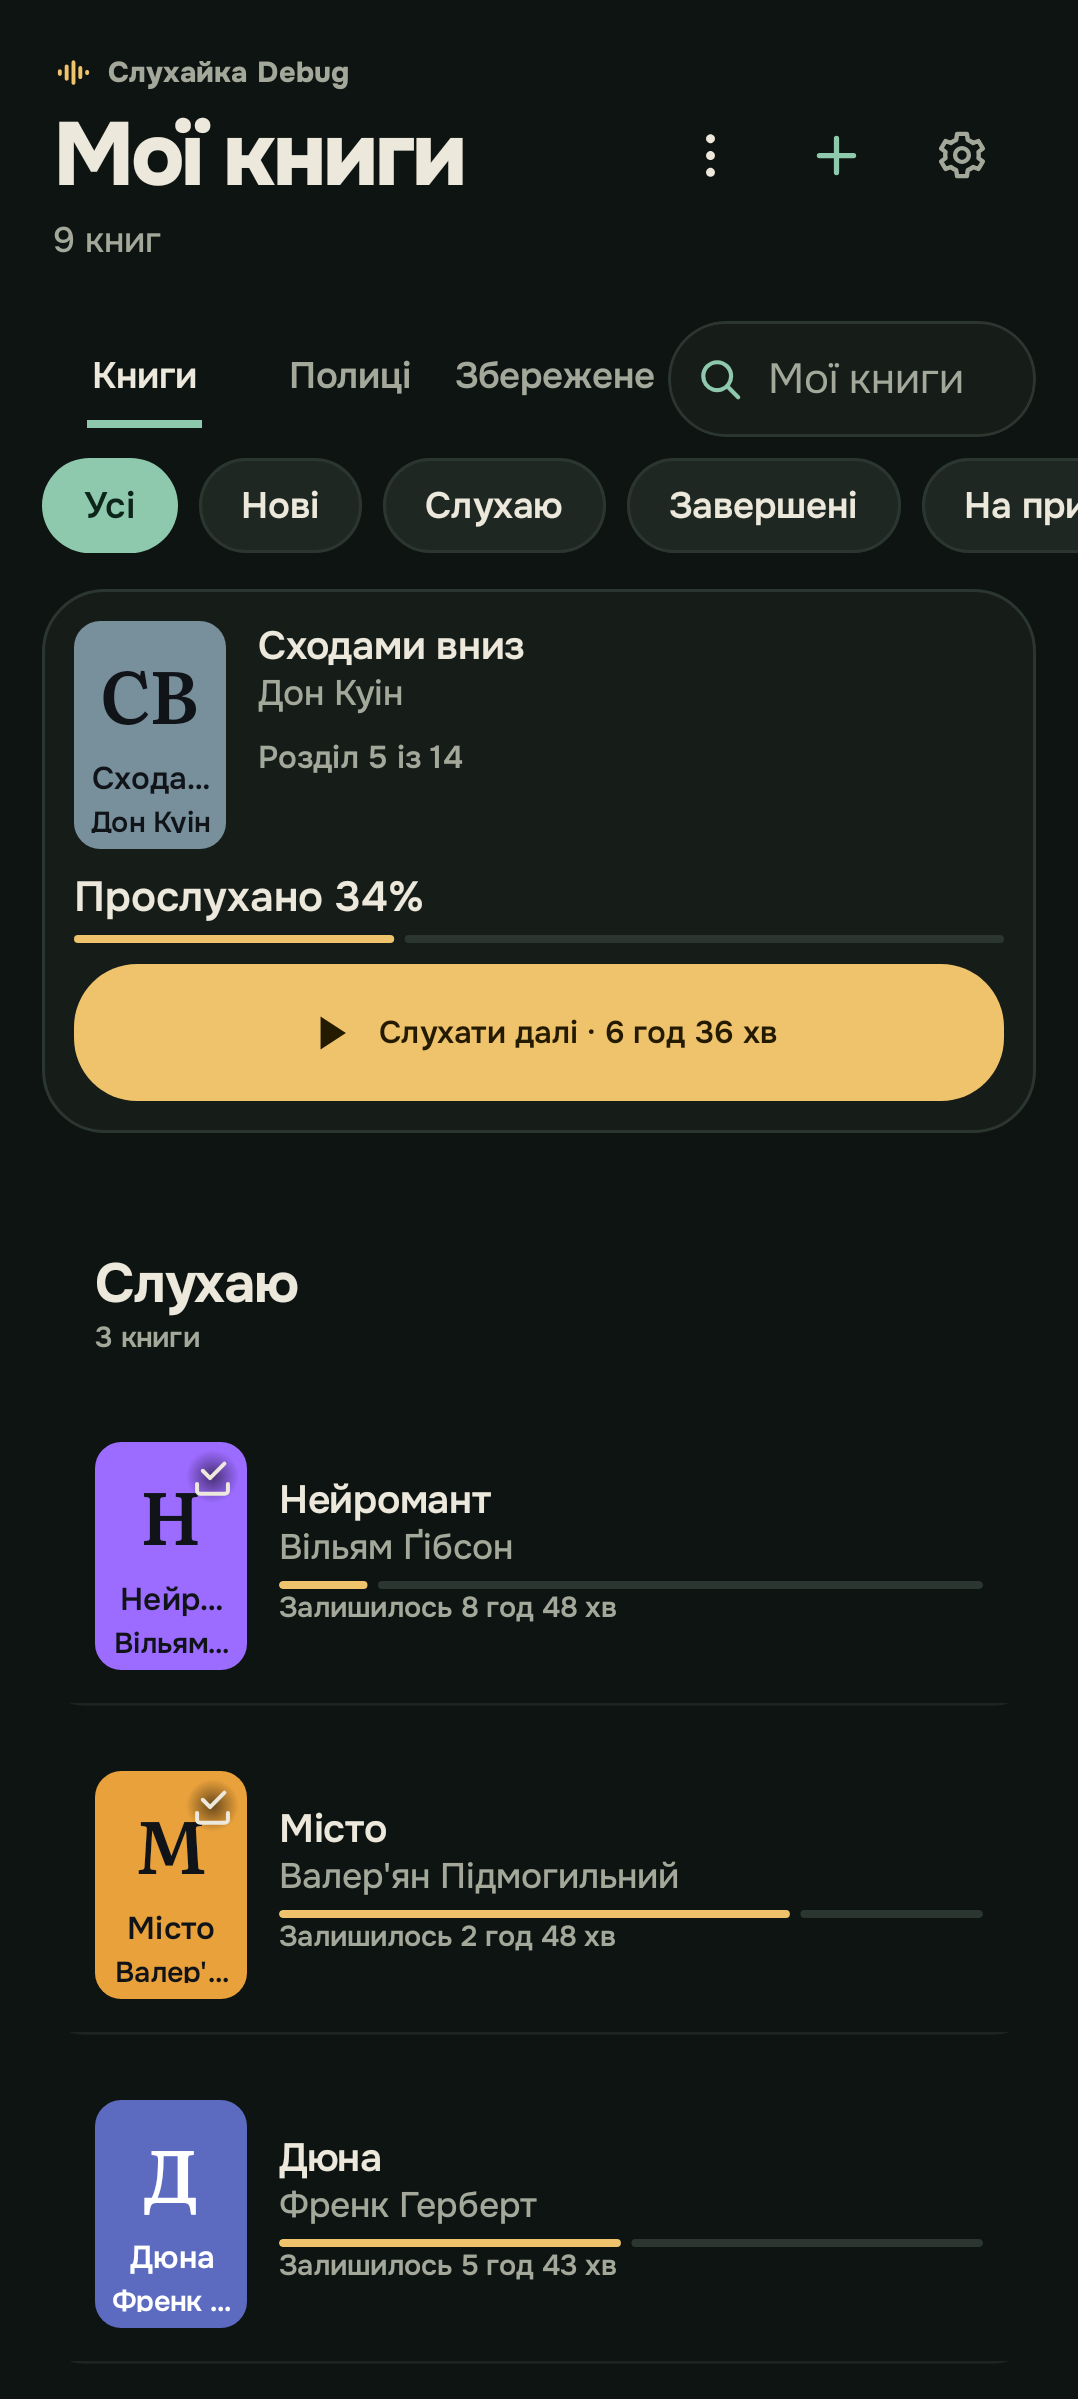 Слухайка Debug
Мої книги
9 книг
Книги Полиці Збережене Мої книги
Усі Нові Слухаю Завершені На при
СВ
Схода...
Дон Куін
Сходами вниз
Дон Куін
Розділ 5 із 14
Прослухано 34%
Слухати далі · 6 год 36 хв
Слухаю
3 книги
Н
Нейр...
Вільям...
Нейромант
Вільям Ґібсон
Залишилось 8 год 48 хв
М
Місто
Валер'...
Місто
Валер'ян Підмогильний
Залишилось 2 год 48 хв
Д
Дюна
Френк ...
Дюна
Френк Герберт
Залишилось 5 год 43 хв